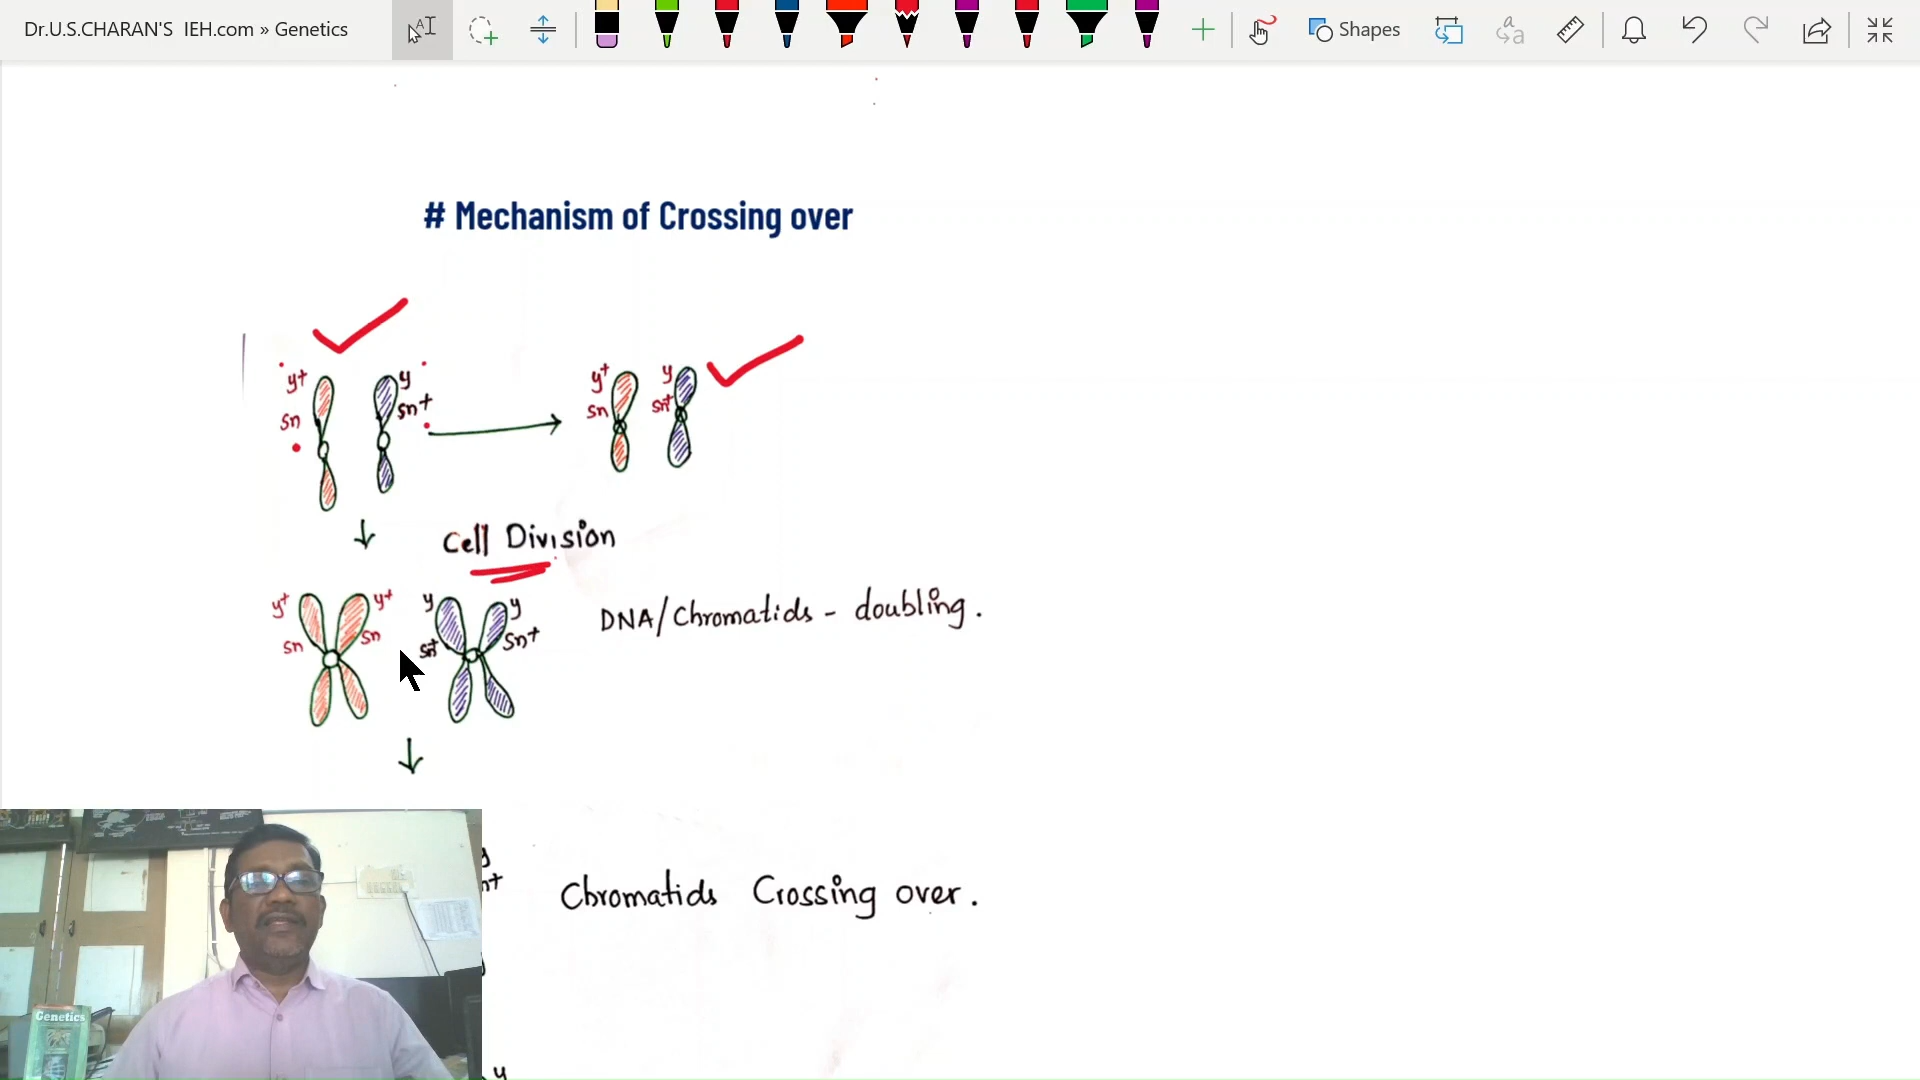 Dr.U.S.CHARAN'S IEH.com » Genetics
Shapes
# Mechanism of Crossing over
y+ y y+ y
sn sn+ sn sn+
Cell Division
y+ y+ y y
sn sn sn+ sn+
DNA/Chromatids - doubling.
y
n+
Chromatids Crossing over.
y
Genetics